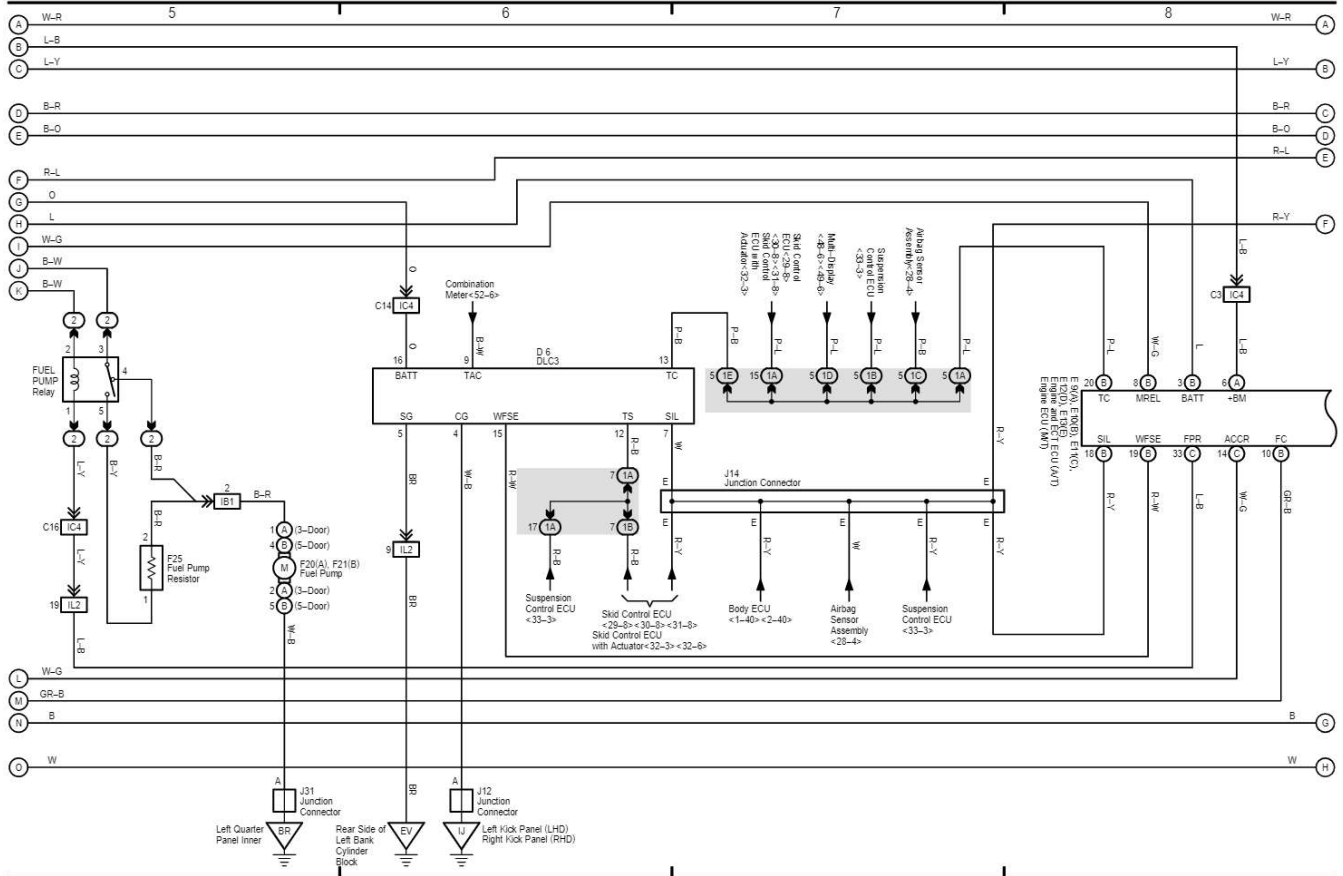 5 6 7 8
A W–R W–R A
B L–B
C L–Y L–Y B
D B–R B–R C
E B–O B–O D
R–L E
F R–L
G O
H L R–Y F
I W–G
J B–W
K B–W
Skid Control
ECU<29–8>
<30–8><31–8>
Skid Control
ECU with
Actuator<32–3>
Multi–Display
<48–6><49–6>
Suspension
Control ECU
<33–3>
Airbag Sensor
Assembly<28–4>
O
Combination
Meter<52–6>
L–B
C14 IC4
C3 IC4
2 2
O B–W P–B P–B P–L P–L P–L P–B P–L P–L W–G L L–B
2 3
FUEL
PUMP
Relay
4
1 5
2 2 2
16 9 D 6
DLC3 13
BATT TAC TC
SG CG WFSE TS SIL
5 4 15 12 7
5 1E 15 1A 5 1D 5 1B 5 1C 5 1A
E 9(A), E10(B), E11(C),
E12(D), E13(E)
Engine and ECT ECU (A/T)
Engine ECU (M/T)
20 B 8 B 3 B 6 A
TC MREL BATT +BM
SIL WFSE FPR ACCR FC
18 B 19 B 33 C 14 C 10 B
L–Y B–Y B–R
BR W–B R–W R–B W
R–Y
R–Y R–W L–B W–G GR–B
7 1A
J14
Junction Connector
E E
2
IB1 B–R
B–R
C16 IC4
17 1A 7 1B
E E E E E
1 A (3–Door)
4 B (5–Door)
M F20(A), F21(B)
Fuel Pump
2 A (3–Door)
5 B (5–Door)
2
F25
Fuel Pump
Resistor
1
L–Y
9 IL2
R–B R–B R–Y R–Y W R–Y R–Y
19 IL2
BR
L–B
W–B
Suspension
Control ECU
<33–3>
Skid Control ECU
<29–8><30–8><31–8>
Skid Control ECU
with Actuator<32–3><32–6>
Body ECU
<1–40><2–40>
Airbag
Sensor
Assembly
<28–4>
Suspension
Control ECU
<33–3>
L W–G
M GR–B
N B B G
O W W H
A J31
Junction
Connector
BR
A J12
Junction
Connector
Left Quarter
Panel Inner
BR
Rear Side of
Left Bank
Cylinder
Block
EV
IJ
Left Kick Panel (LHD)
Right Kick Panel (RHD)